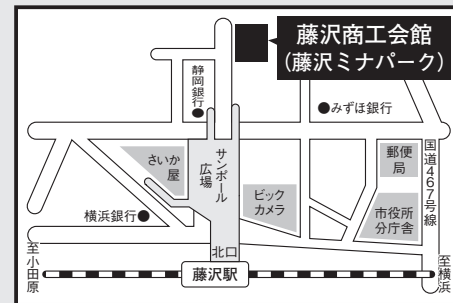 藤沢商工会館
(藤沢ミナパーク)
静岡銀行
みずほ銀行
さいか
屋
サンパール
広場
郵便
局
国道467号線
ビック
カメラ
市役所
分庁舎
横浜銀行
北口
至小田原
藤沢駅
至横浜